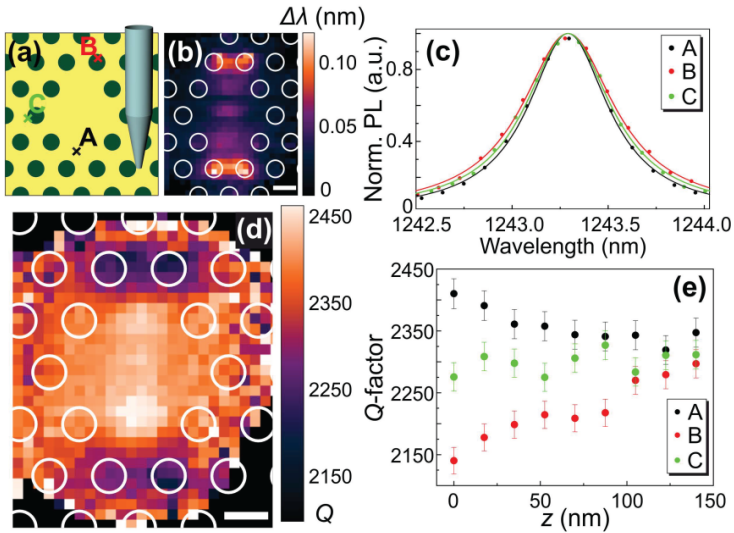 (a)
B
C
A
(b)
Δλ (nm)
0.10
0.05
0
(c)
A
B
C
Norm. PL (a.u.)
0.8
0.4
0
1242.5
1243.0
1243.5
1244.0
Wavelength (nm)
(d)
2450
2350
2250
2150
Q
(e)
2450
2350
2250
2150
Q-factor
A
B
C
0
50
100
150
z (nm)